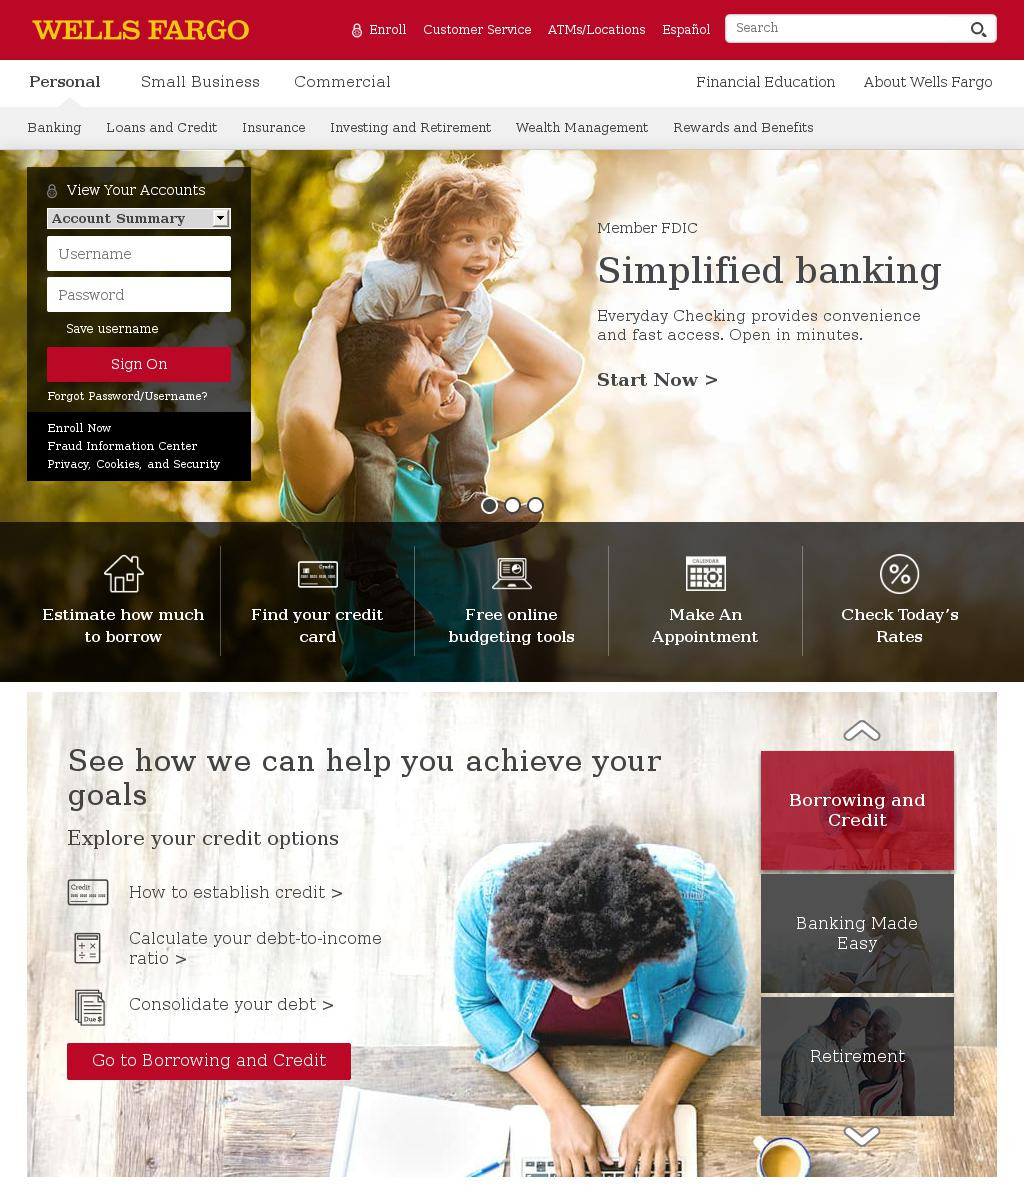 WELLS FARGO
Enroll Customer Service ATMs/Locations Español Search
Personal Small Business Commercial Financial Education About Wells Fargo
Banking Loans and Credit Insurance Investing and Retirement Wealth Management Rewards and Benefits
View Your Accounts
Account Summary
Username
Password
Save username
Sign On
Forgot Password/Username?
Enroll Now
Fraud Information Center
Privacy, Cookies, and Security
Member FDIC
Simplified banking
Everyday Checking provides convenience
and fast access. Open in minutes.
Start Now >
Credit
CALENDAR
Estimate how much
to borrow
Find your credit
card
Free online
budgeting tools
Make An
Appointment
Check Today's
Rates
See how we can help you achieve your
goals
Explore your credit options
Credit
How to establish credit >
Calculate your debt-to-income
ratio >
Due $
Consolidate your debt >
Go to Borrowing and Credit
Borrowing and
Credit
Banking Made
Easy
Retirement